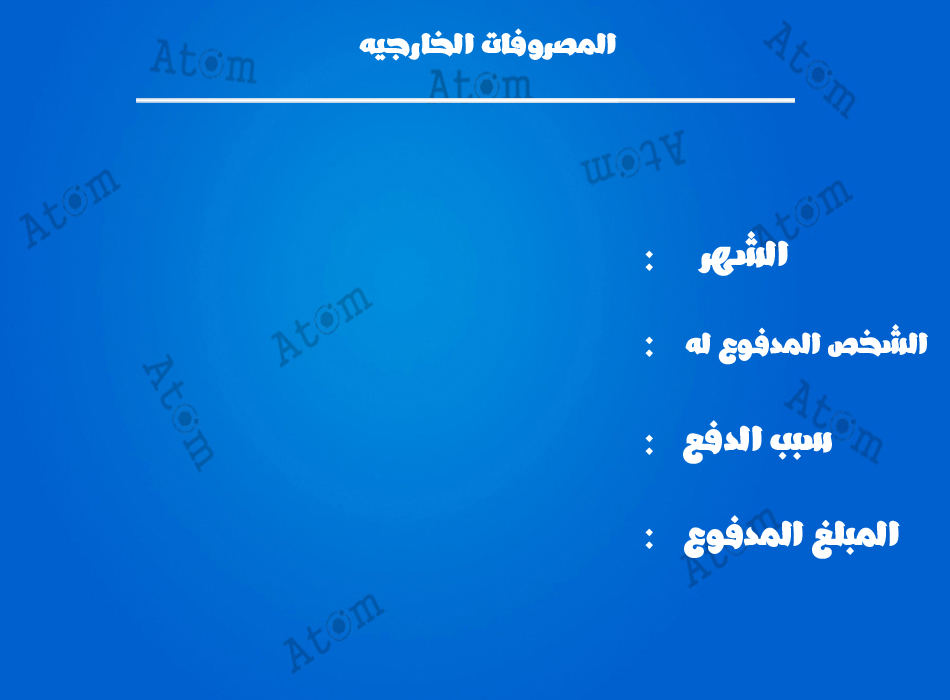 المصروفات الخارجيه
Atom
Atom
Atom
Atom
Atom
Atom
الشهر :
Atom
الشخص المدفوع له :
Atom
Atom
سبب الدفع :
المبلغ المدفوع :
Atom
Atom